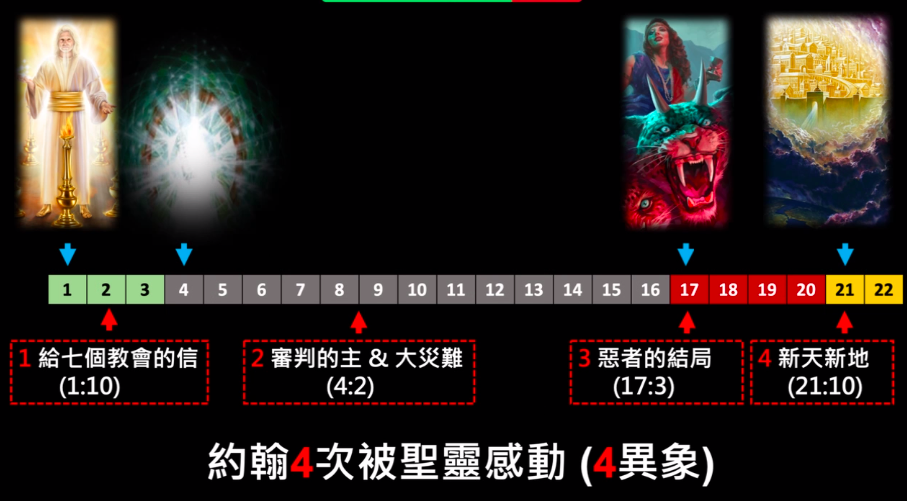 1 2 3 4 5 6 7 8 9 10 11 12 13 14 15 16 17 18 19 20 21 22
1 給七個教會的信
(1:10)
2 審判的主 & 大災難
(4:2)
3 惡者的結局
(17:3)
4 新天新地
(21:10)
約翰4次被聖靈感動 (4異象)